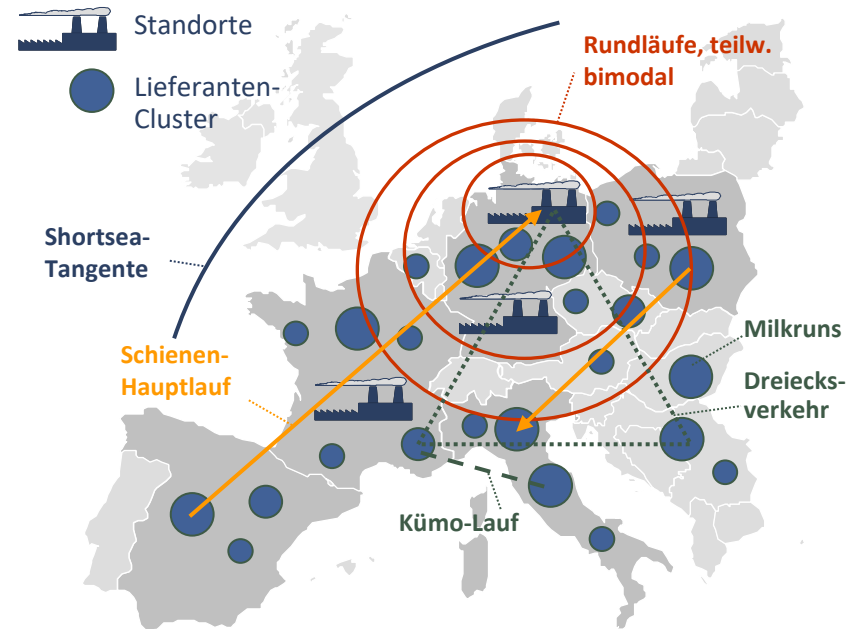 Standorte
Lieferanten-
Cluster
Rundläufe, teilw.
bimodal
Shortsea-
Tangente
Schienen-
Hauptlauf
Milkruns
Dreiecks-
verkehr
Kümo-Lauf